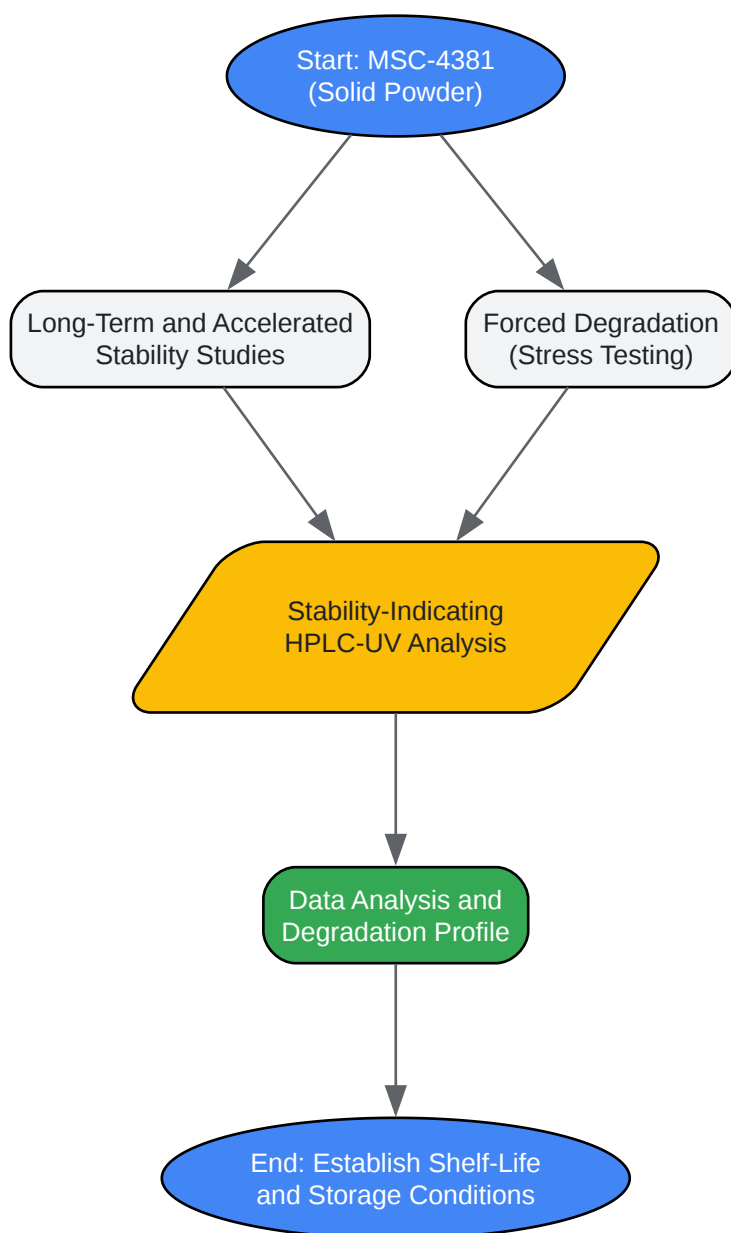 Start: MSC-4381
(Solid Powder)
Long-Term and Accelerated
Stability Studies
Forced Degradation
(Stress Testing)
Stability-Indicating
HPLC-UV Analysis
Data Analysis and
Degradation Profile
End: Establish Shelf-Life
and Storage Conditions